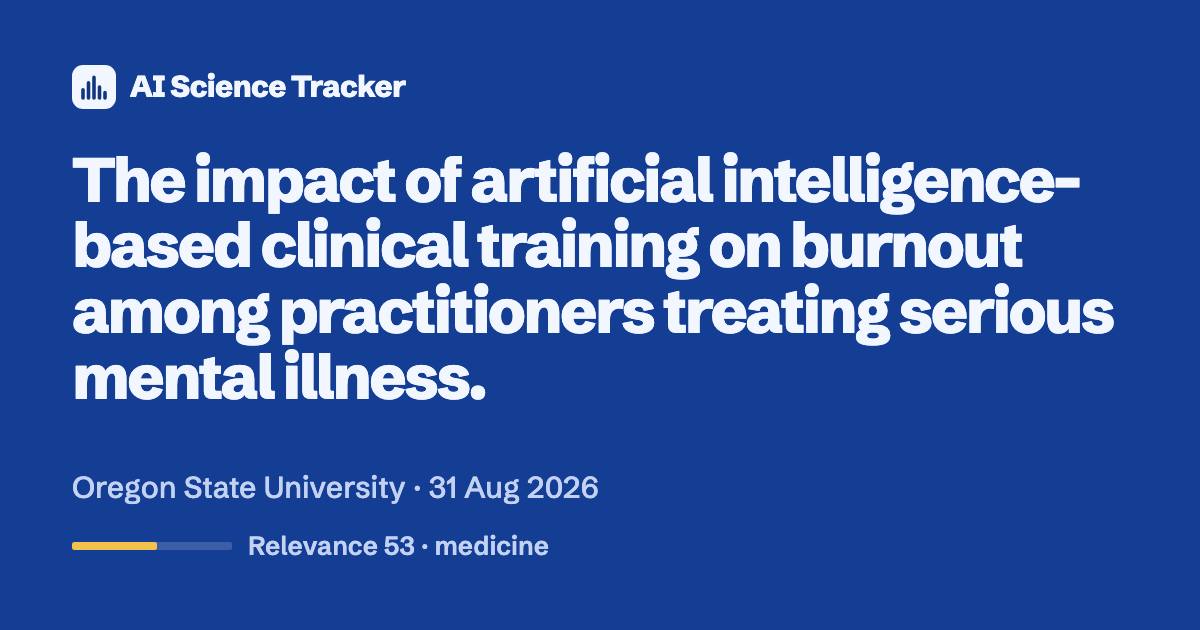 AI Science Tracker
The impact of artificial intelligence-
based clinical training on burnout
among practitioners treating serious
mental illness.
Oregon State University · 31 Aug 2026
Relevance 53 · medicine